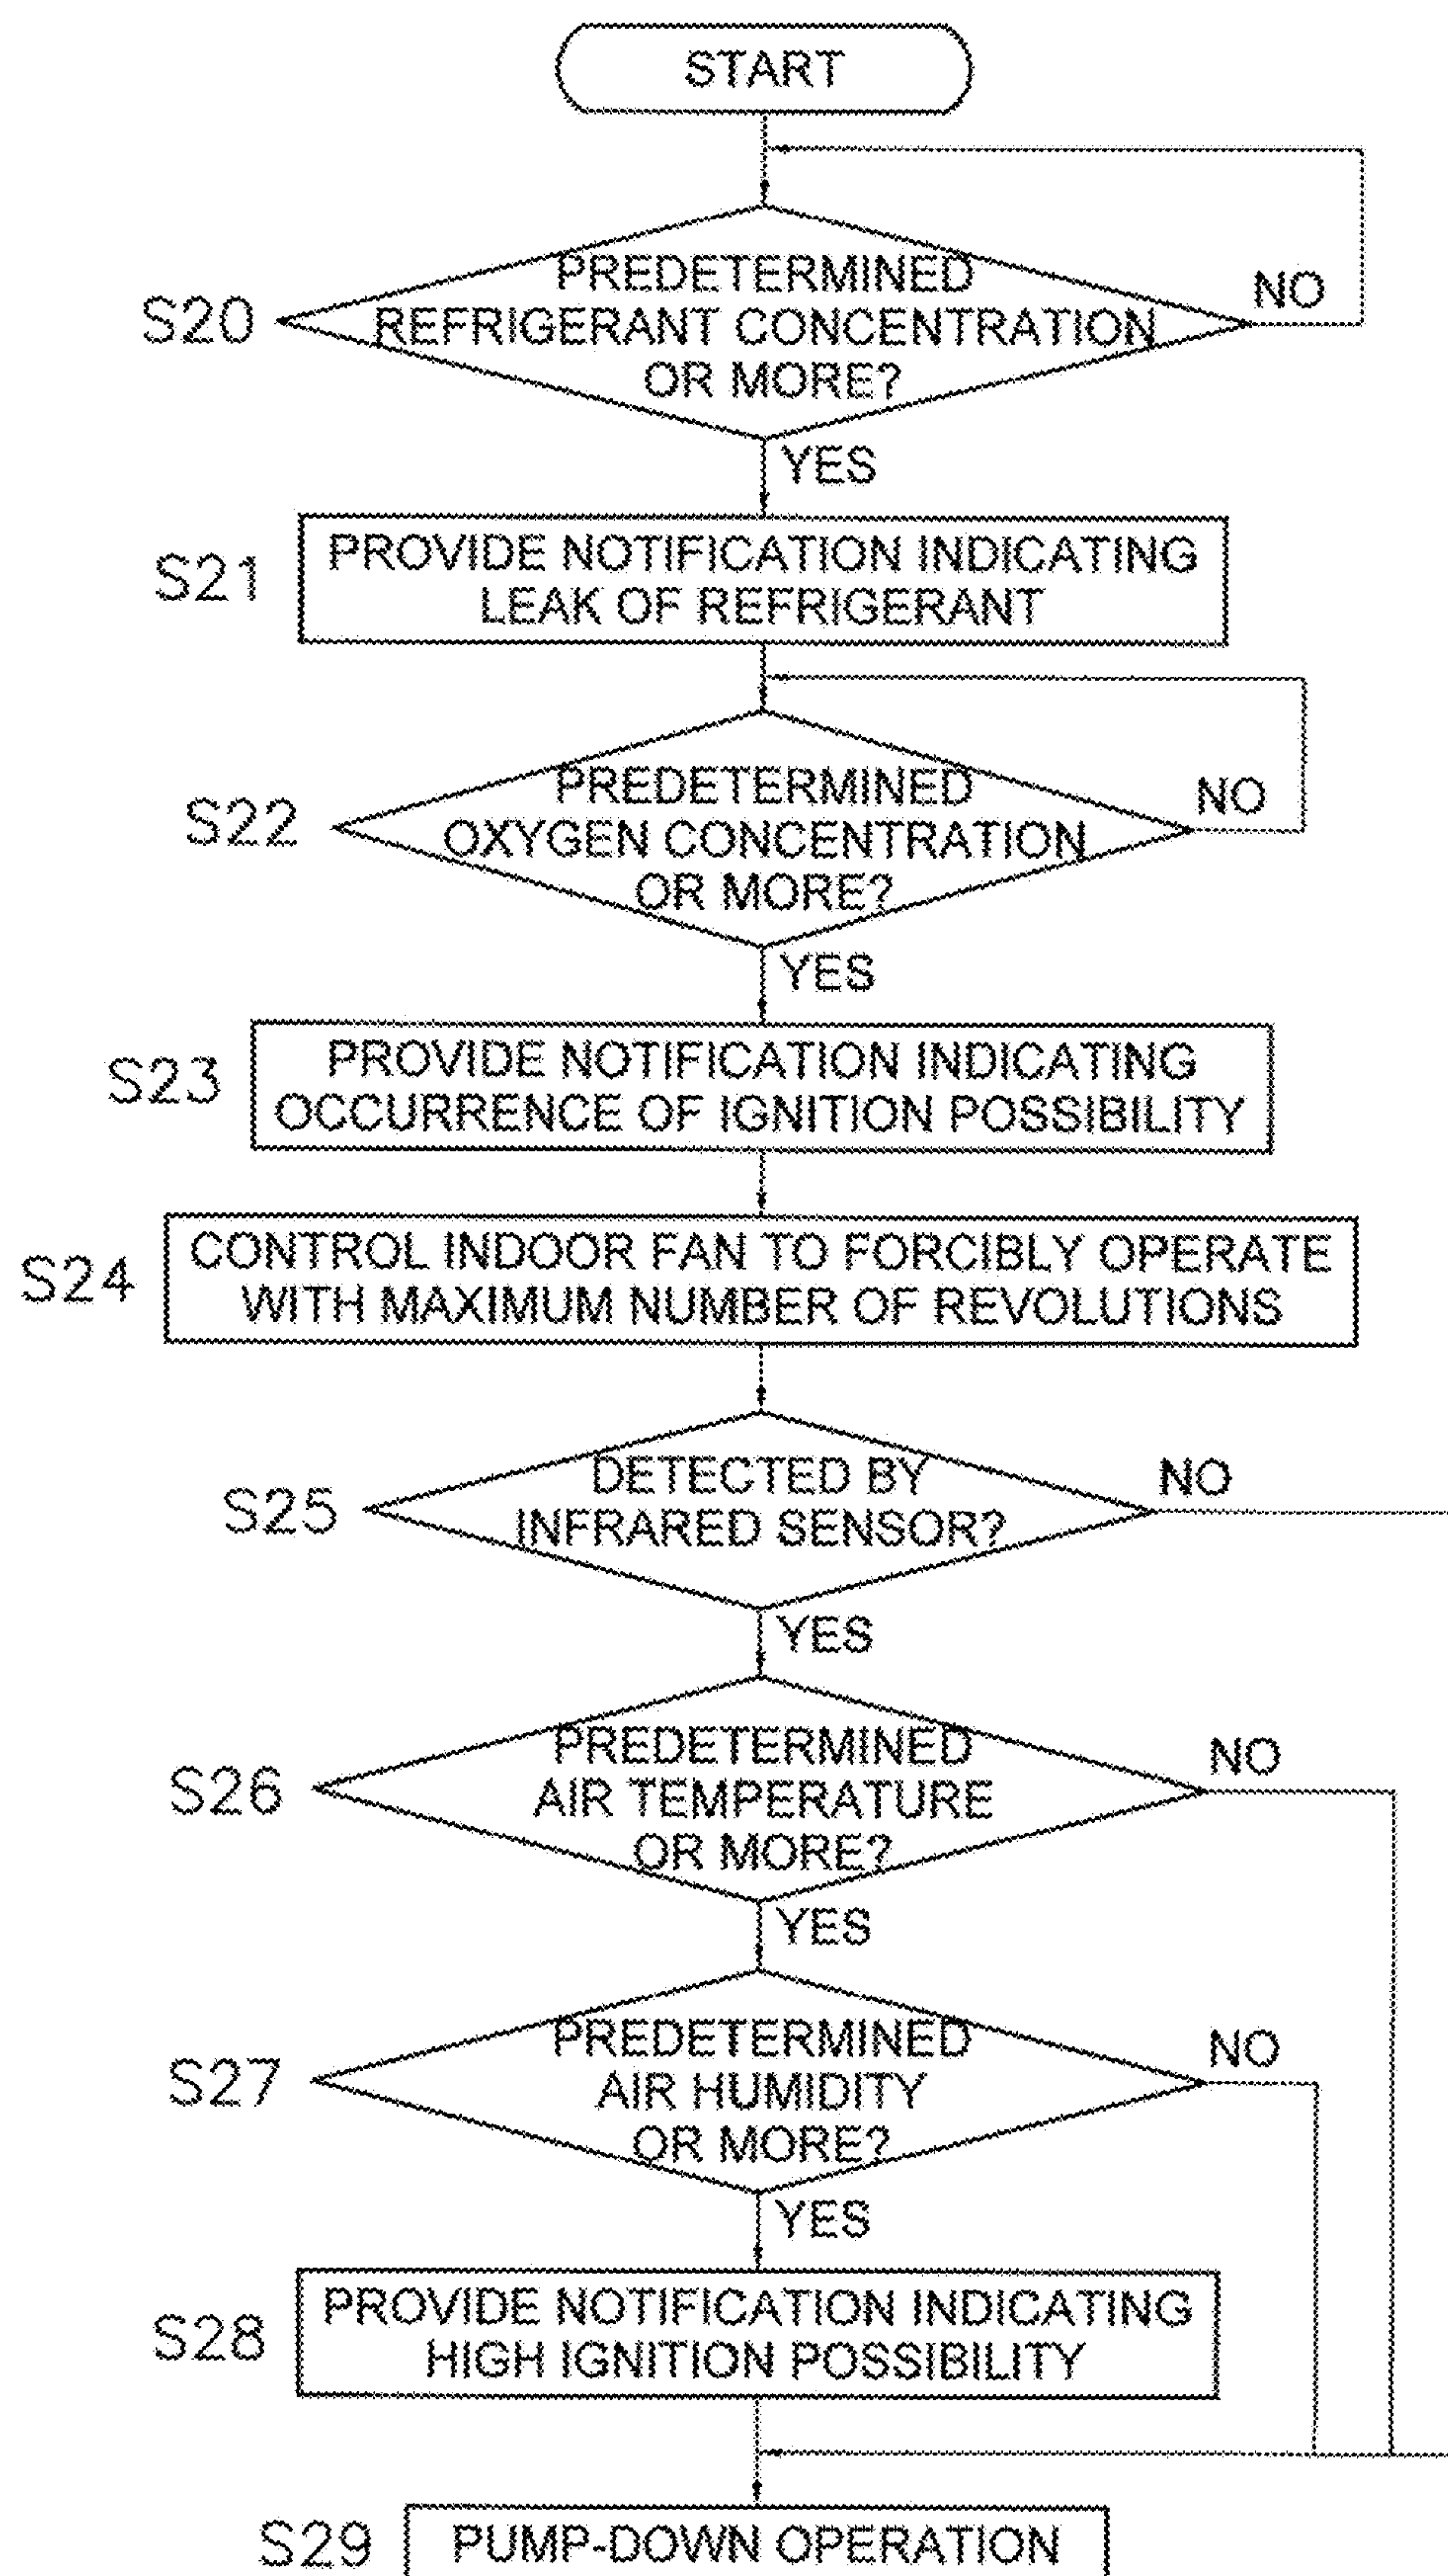 START
PREDETERMINED
S20
REFRIGERANT CONCENTRATION
NO
OR MORE?
YES
S21
PROVIDE NOTIFICATION INDICATING
LEAK OF REFRIGERANT
PREDETERMINED
S22
OXYGEN CONCENTRATION
NO
OR MORE?
YES
S23
PROVIDE NOTIFICATION INDICATING
OCCURRENCE OF IGNITION POSSIBILITY
S24
CONTROL INDOOR FAN TO FORCIBLY OPERATE
WITH MAXIMUM NUMBER OF REVOLUTIONS
S25
DETECTED BY
INFRARED SENSOR?
NO
YES
PREDETERMINED
S26
AIR TEMPERATURE
NO
OR MORE?
YES
PREDETERMINED
S27
AIR HUMIDITY
NO
OR MORE?
YES
S28
PROVIDE NOTIFICATION INDICATING
HIGH IGNITION POSSIBILITY
S29
PUMP-DOWN OPERATION